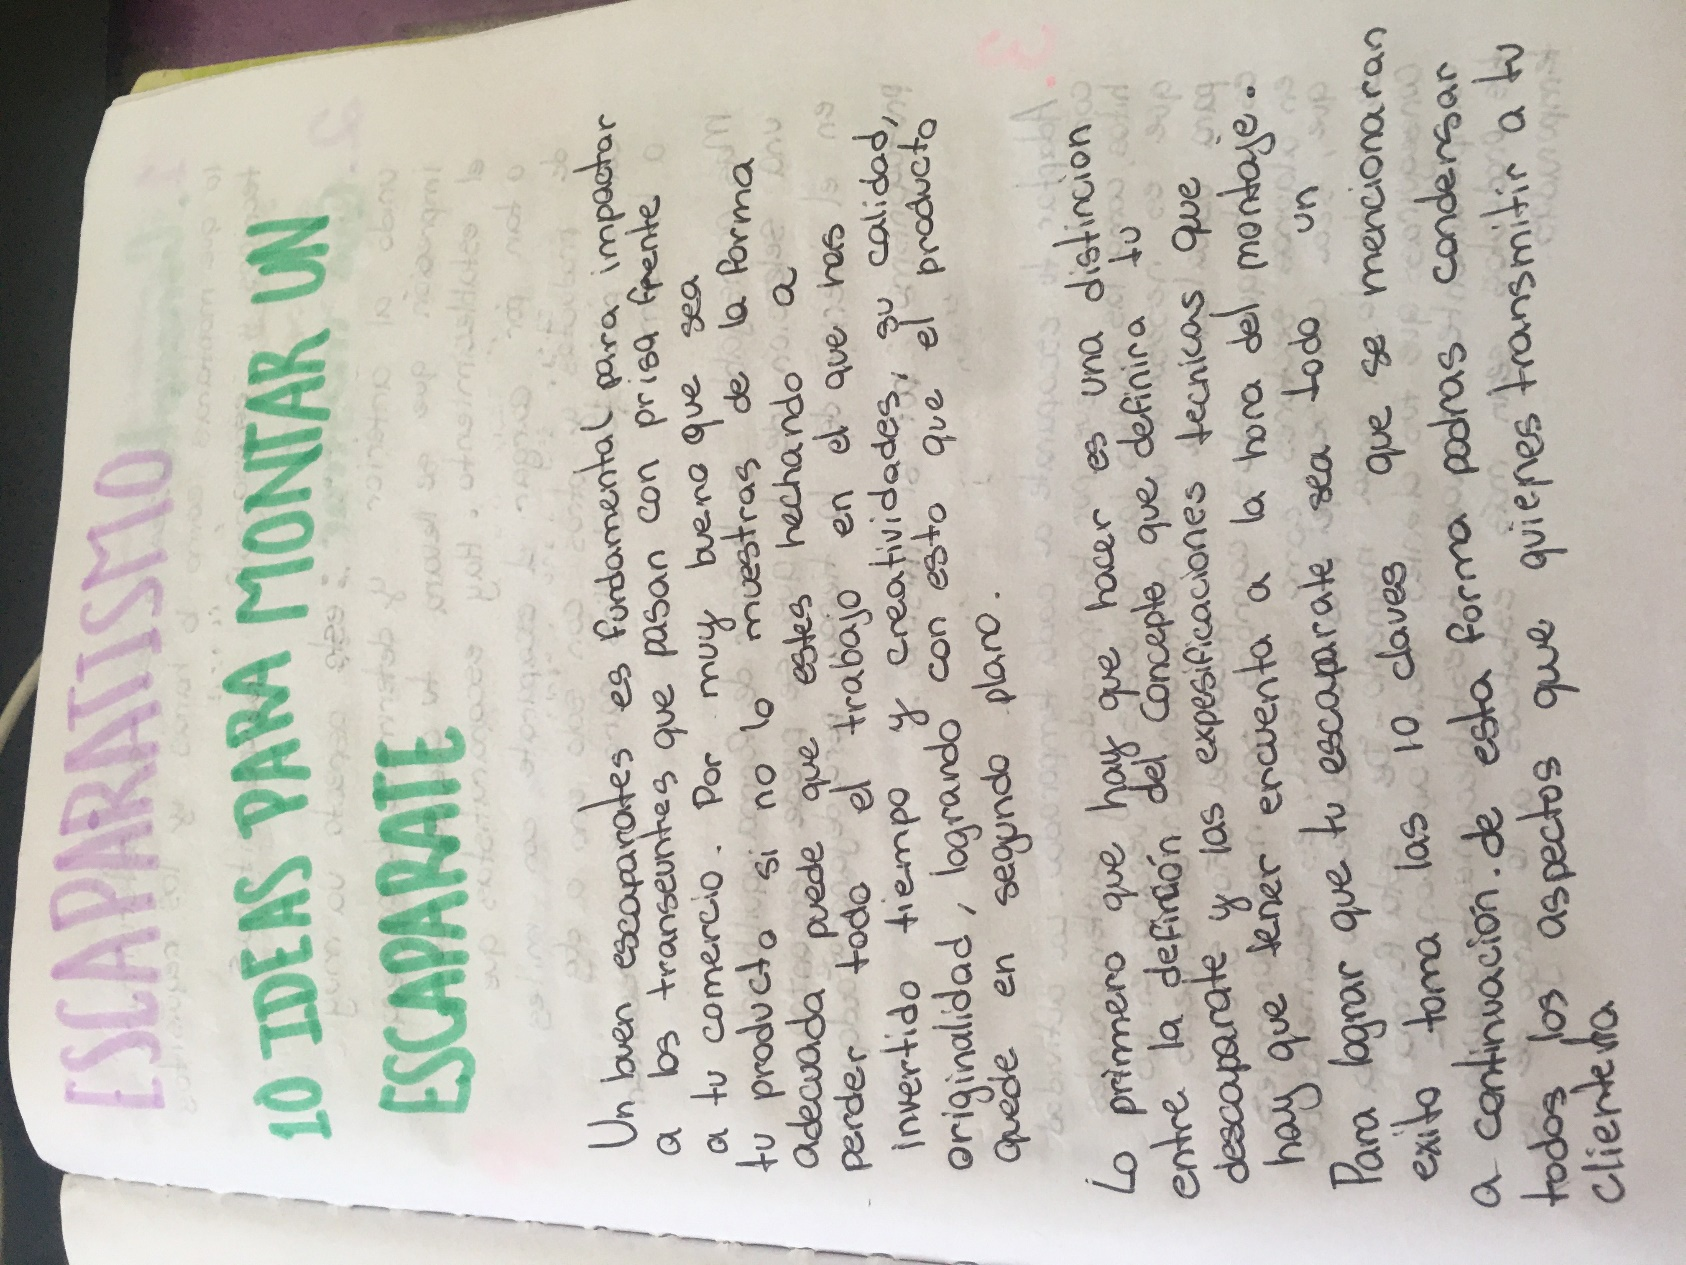 ESCAPARATISMO
10 IDEAS PARA MONTAR UN
ESCAPARATE
Un buen escaparates es fundamental para impactar
a los transeuntes que pasan con prisa frente
a tu comercio. Por muy bueno que sea
tu producto si no lo muestras de la forma
adecuada puede que estes hechando a
perder todo el trabajo en el que has
invertido tiempo y creatividades, su calidad,
originalidad, logrando con esto que el producto
quede en segundo plano.
Lo primero que hay que hacer es una distincion
entre la definición del concepto que definira tu
descaparate y las expesificaciones tecnicas que
hay que tener encuenta a la hora del montaje.
Para lograr que tu escaparate sea todo un
exito toma las 10 claves que se mencionaran
a continuación. de esta forma podras condensar
todos los aspectos que quieres transmitir a tu
clientela